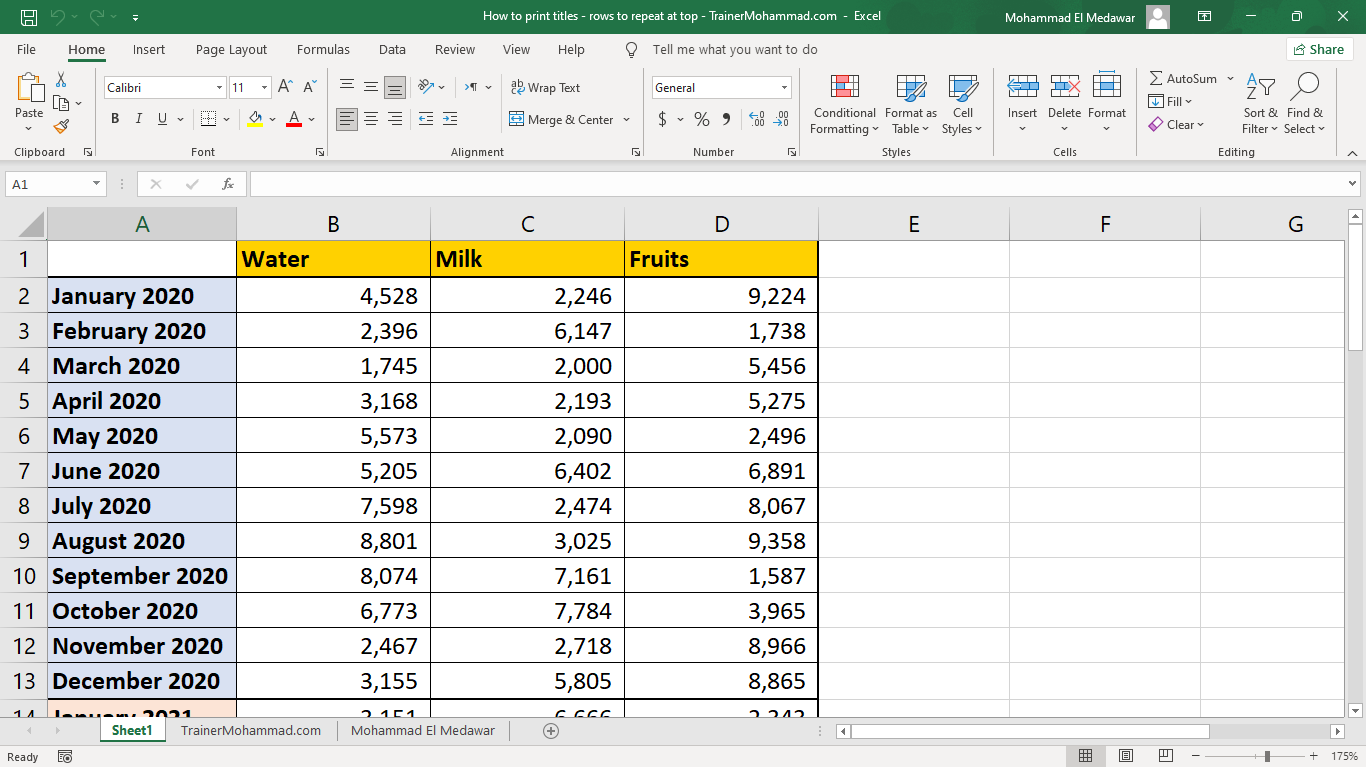 How to print titles - rows to repeat at top - TrainerMohammad.com - Excel
Mohammad El Medawar
File Home Insert Page Layout Formulas Data Review View Help Tell me what you want to do Share
Paste
Clipboard
Calibri 11
B I U A
Font
Wrap Text
Merge & Center
Alignment
General
$ %
Number
Conditional Formatting
Format as Table
Cell Styles
Styles
Insert Delete Format
Cells
AutoSum
Fill
Clear
Sort & Filter
Find & Select
Editing
A1 fx
A B C D E F G
1 Water Milk Fruits
2 January 2020 4,528 2,246 9,224
3 February 2020 2,396 6,147 1,738
4 March 2020 1,745 2,000 5,456
5 April 2020 3,168 2,193 5,275
6 May 2020 5,573 2,090 2,496
7 June 2020 5,205 6,402 6,891
8 July 2020 7,598 2,474 8,067
9 August 2020 8,801 3,025 9,358
10 September 2020 8,074 7,161 1,587
11 October 2020 6,773 7,784 3,965
12 November 2020 2,467 2,718 8,966
13 December 2020 3,155 5,805 8,865
14 January 2021
Sheet1 TrainerMohammad.com Mohammad El Medawar
Ready 175%